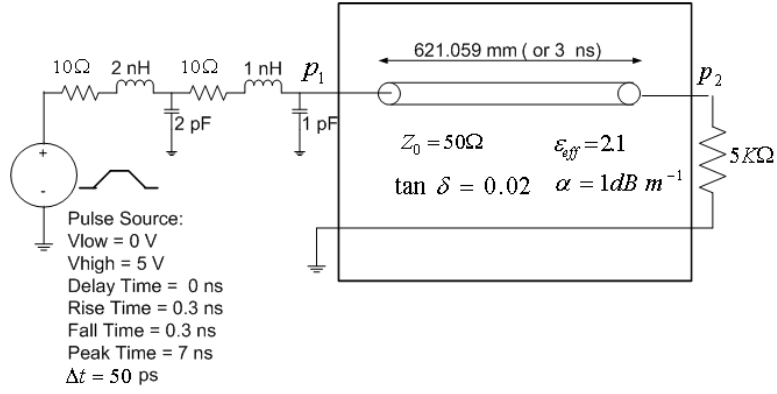 621.059 mm ( or 3 ns)
10Ω 2 nH 10Ω 1 nH p₁ p₂
2 pF 1 pF
Z₀ = 50Ω εeff = 2.1
5KΩ
tan δ = 0.02 α = 1dB m⁻¹
+
-
Pulse Source:
Vlow = 0 V
Vhigh = 5 V
Delay Time = 0 ns
Rise Time = 0.3 ns
Fall Time = 0.3 ns
Peak Time = 7 ns
Δt = 50 ps